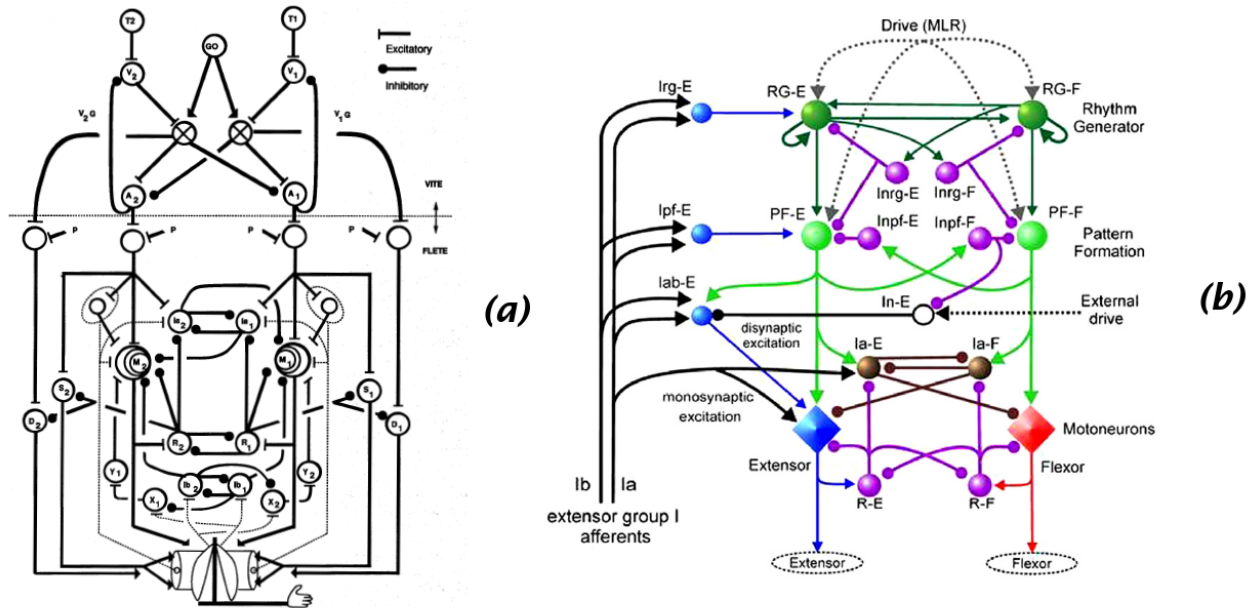 T2
T1
GO
Excitatory
Inhibitory
V2
V1
V2 G
V2 G
A2
A1
VITE
FLETE
P
P
P
P
Ia2
Ia1
M2
M1
S2
S1
D2
D1
R2
R1
Y1
Y2
Ib2
Ib1
X1
X2
(a)
Drive (MLR)
Irg-E
RG-E
RG-F
Rhythm
Generator
Inrg-E
Inrg-F
Ipf-E
PF-E
Inpf-E
Inpf-F
PF-F
Pattern
Formation
Iab-E
In-E
External
drive
disynaptic
excitation
Ia-E
Ia-F
monosynaptic
excitation
Motoneurons
Extensor
Flexor
R-E
R-F
Ib
Ia
extensor group I
afferents
Extensor
Flexor
(b)